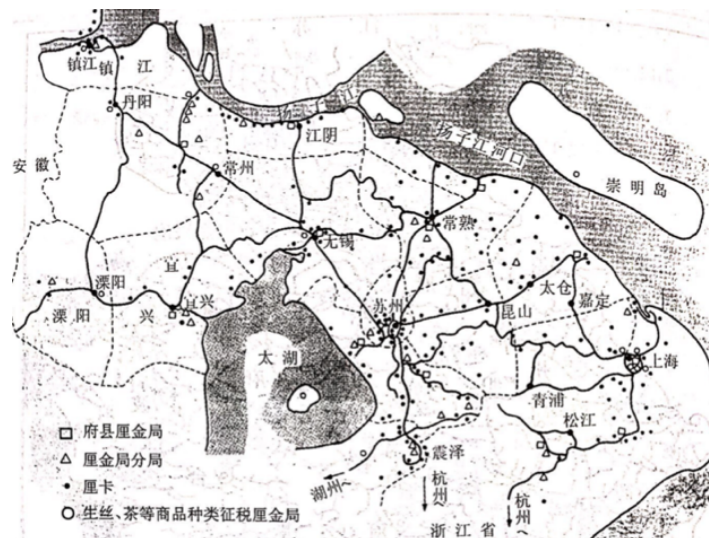 镇江
镇
江
丹阳
江阴
扬子江河口
安徽
常州
崇明岛
无锡
常熟
宜
溧阳
宜兴
太仓
嘉定
苏州
昆山
溧阳
兴
上海
太湖
青浦
松江
府县厘金局
厘金局分局
震泽
厘卡
湖州
杭州
杭州
生丝、茶等商品种类征税厘金局
浙江省